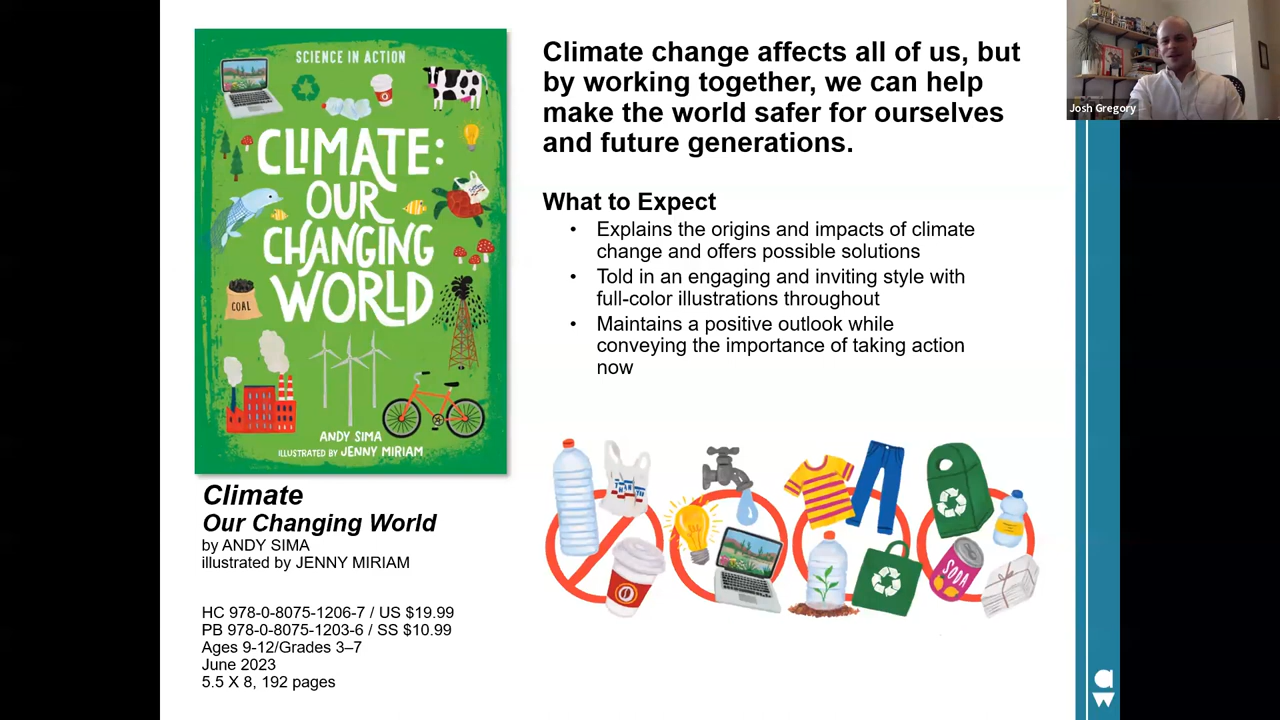 SCIENCE IN ACTION
CLIMATE:
OUR
CHANGING
WORLD
COAL
ANDY SIMA
ILLUSTRATED BY JENNY MIRIAM
Climate
Our Changing World
by ANDY SIMA
illustrated by JENNY MIRIAM
HC 978-0-8075-1206-7 / US $19.99
PB 978-0-8075-1203-6 / SS $10.99
Ages 9-12/Grades 3–7
June 2023
5.5 X 8, 192 pages
Climate change affects all of us, but
by working together, we can help
make the world safer for ourselves
and future generations.
What to Expect
• Explains the origins and impacts of climate
change and offers possible solutions
• Told in an engaging and inviting style with
full-color illustrations throughout
• Maintains a positive outlook while
conveying the importance of taking action
now
SODA
Josh Gregory
aw